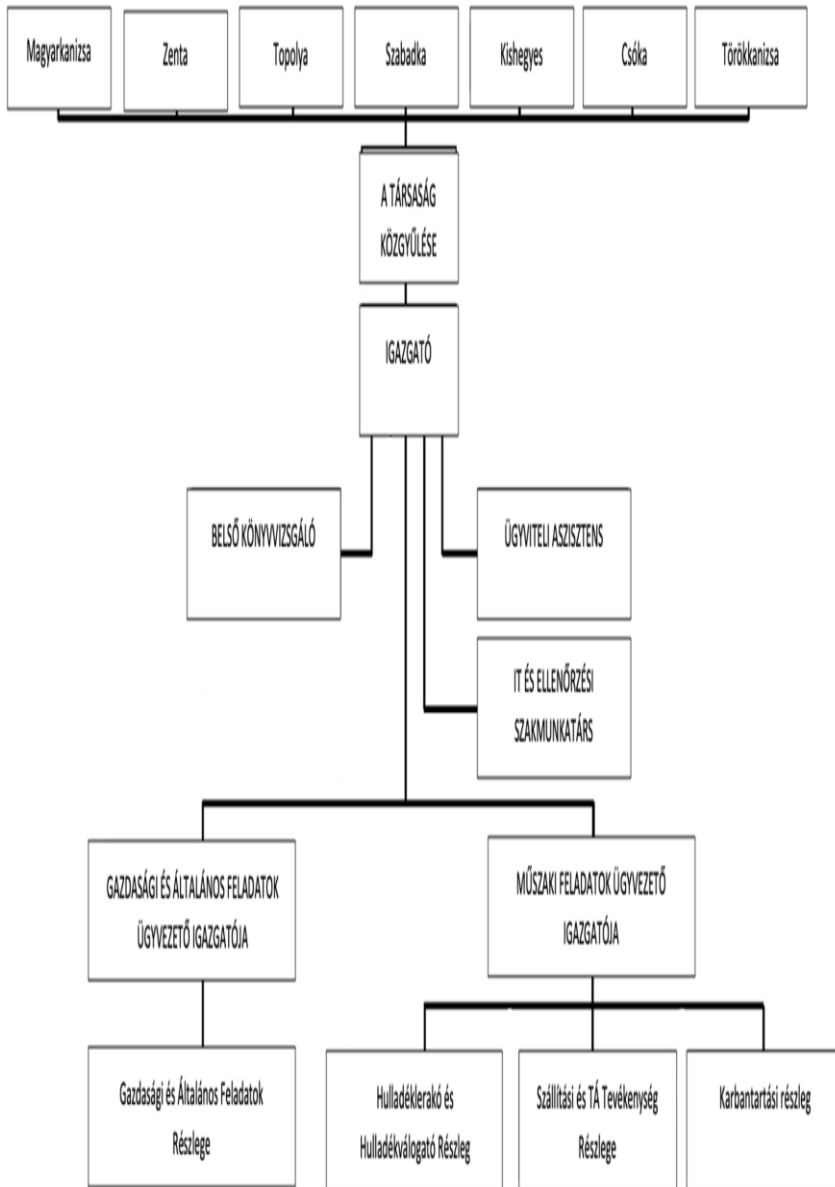 Magyarkanizsa
Zenta
Topolya
Szabadka
Kishegyes
Csóka
Törökkanizsa
A TÁRSASÁG
KÖZGYŰLÉSE
IGAZGATÓ
BELSŐ KÖNYVVIZSGÁLÓ
ÜGYVITELI ASZISZTENS
IT ÉS ELLENŐRZÉSI
SZAKMUNKATÁRS
GAZDASÁGI ÉS ÁLTALÁNOS FELADATOK
ÜGYVEZETŐ IGAZGATÓJA
MŰSZAKI FELADATOK ÜGYVEZETŐ
IGAZGATÓJA
Gazdasági és Általános Feladatok
Részlege
Hulladéklerakó és
Hulladékválogató Részleg
Szállítási és TÁ Tevékenység
Részlege
Karbantartási részleg